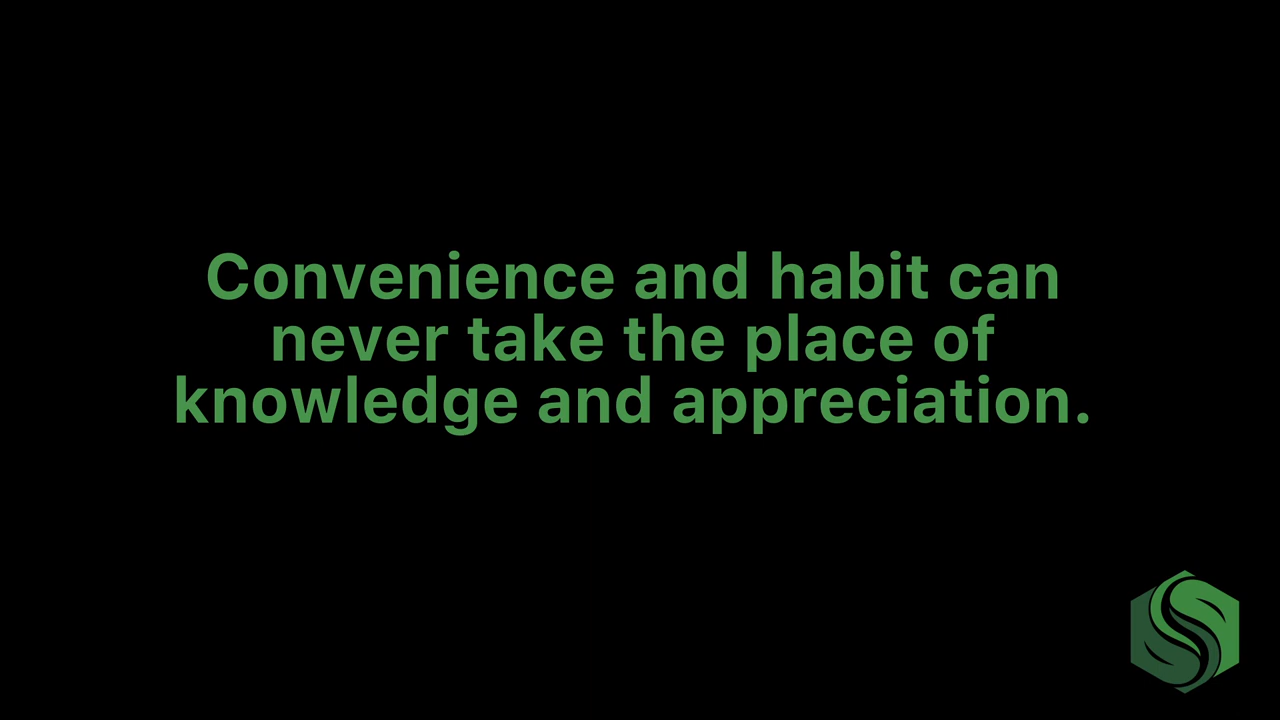 Convenience and habit can
never take the place of
knowledge and appreciation.